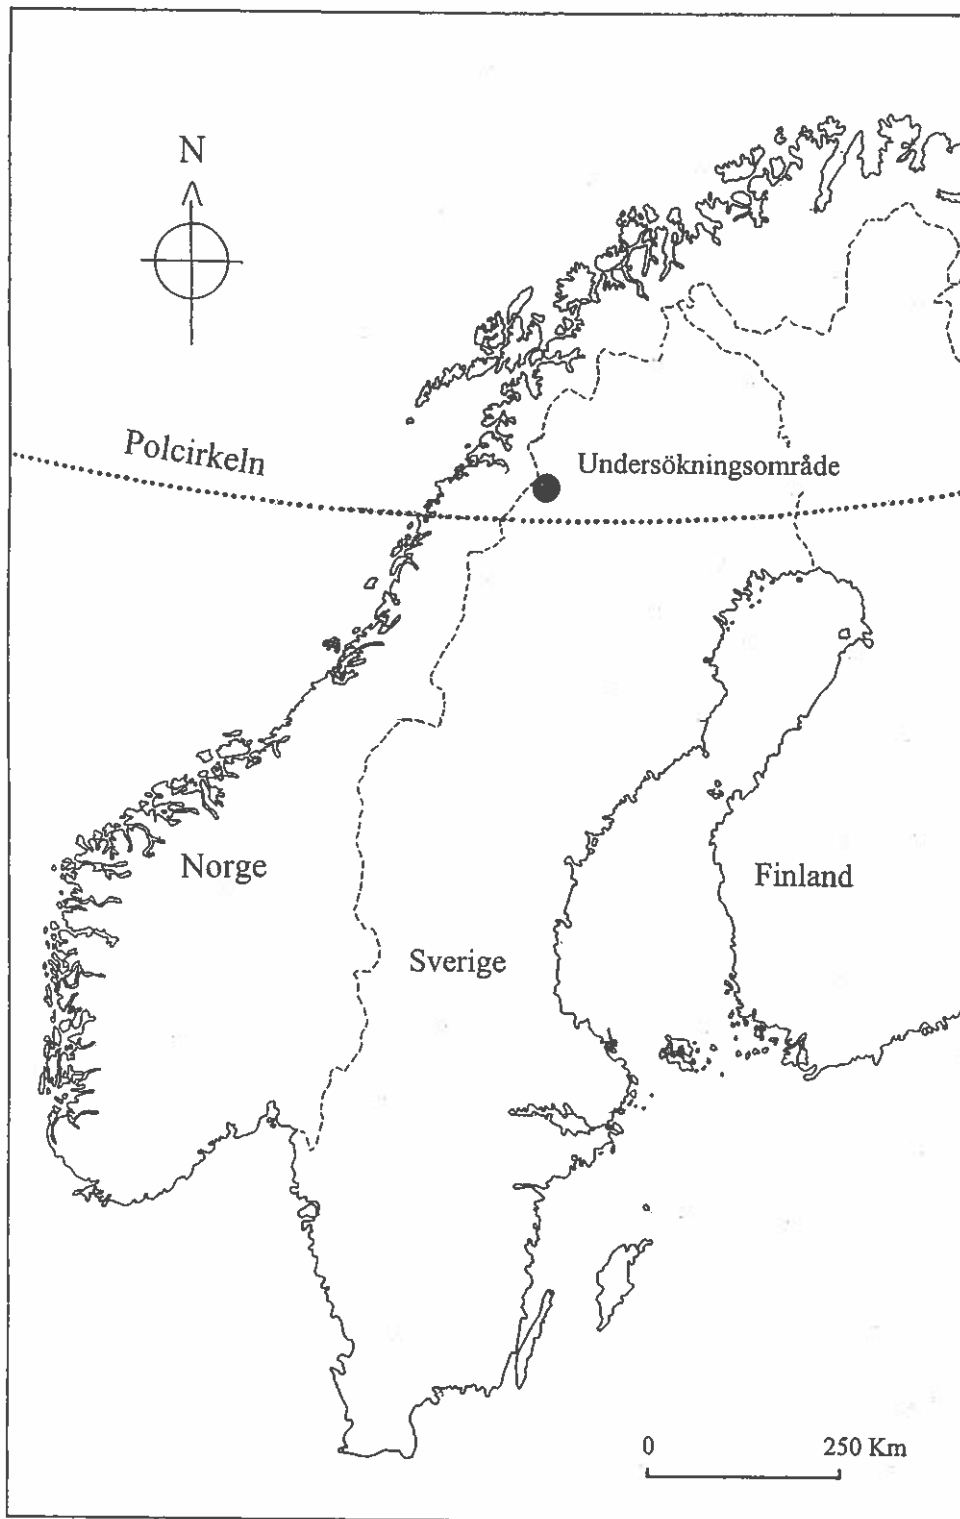 N
Polcirkeln
Undersökningsområde
Norge
Finland
Sverige
0 250 Km